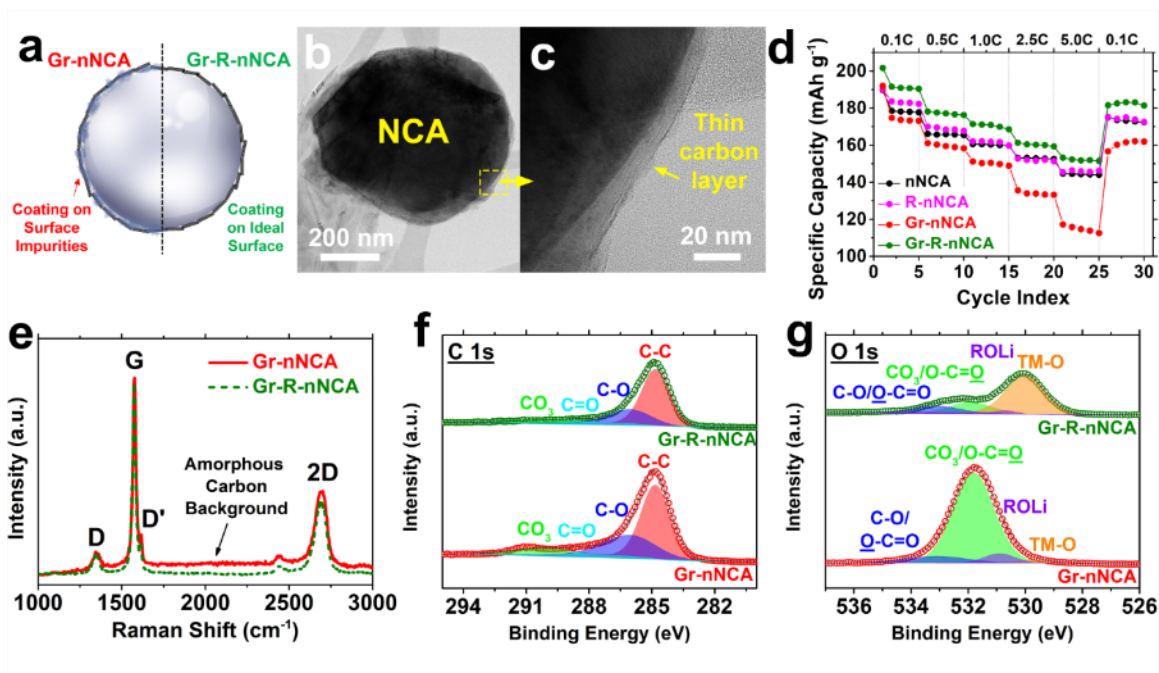 a
Gr-nNCA
Gr-R-nNCA
Coating on
Surface
Impurities
Coating
on Ideal
Surface
b
NCA
200 nm
c
Thin
carbon
layer
20 nm
d
0.1C 0.5C 1.0C 2.5C 5.0C 0.1C
Specific Capacity (mAh g-1)
200
180
160
140
120
100
nNCA
R-nNCA
Gr-nNCA
Gr-R-nNCA
0 5 10 15 20 25 30
Cycle Index
e
G
Gr-nNCA
Gr-R-nNCA
Amorphous
Carbon
Background
2D
D'
D
Intensity (a.u.)
1000 1500 2000 2500 3000
Raman Shift (cm-1)
f
C 1s
C-C
C-O
CO3
C=O
Gr-R-nNCA
C-C
C-O
CO3
C=O
Gr-nNCA
Intensity (a.u.)
294 291 288 285 282
Binding Energy (eV)
g
O 1s
ROLi
TM-O
CO3/O-C=O
C-O/O-C=O
Gr-R-nNCA
CO3/O-C=O
ROLi
C-O/
O-C=O
TM-O
Gr-nNCA
Intensity (a.u.)
536 534 532 530 528 526
Binding Energy (eV)